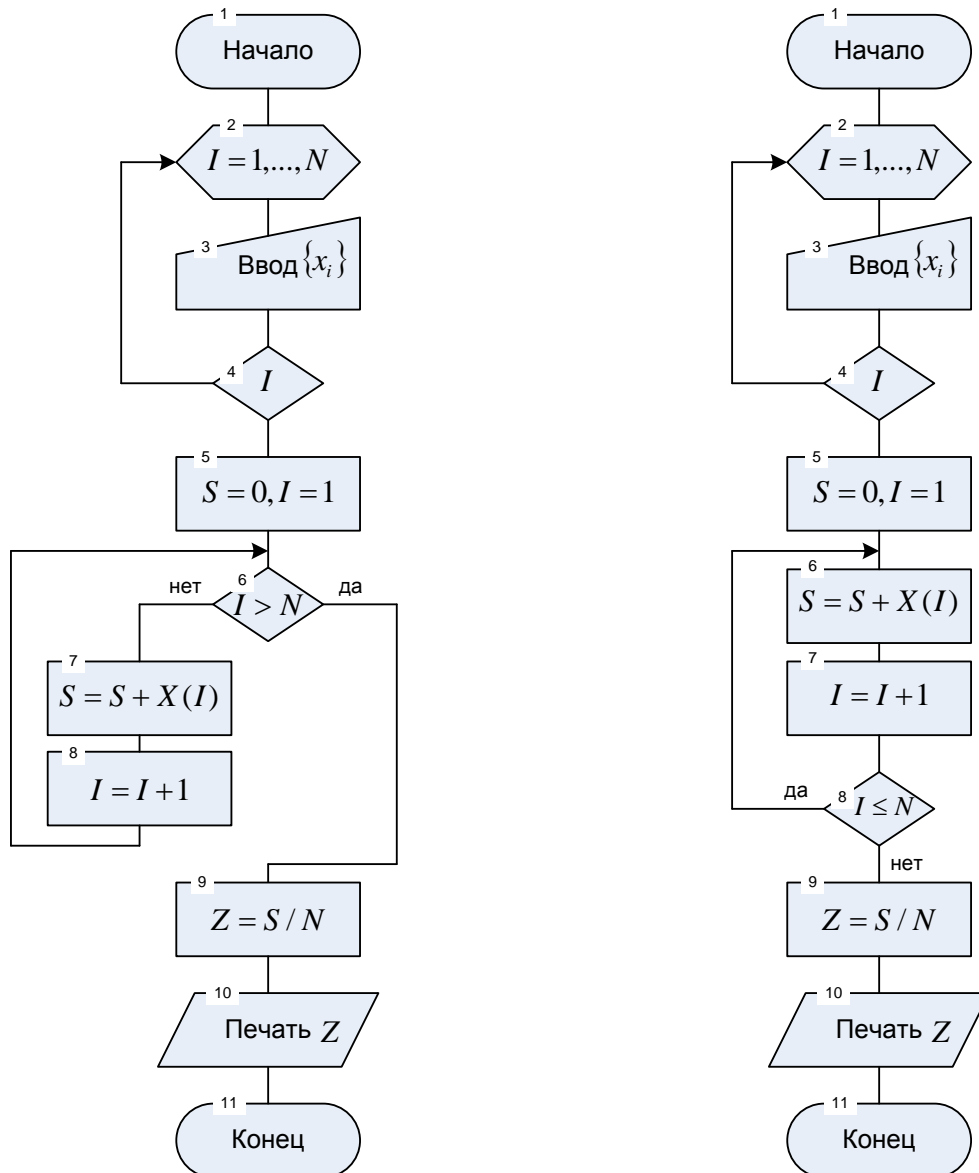 1
Начало
2
I = 1,..., N
3
Ввод {x_i}
4
I
5
S = 0, I = 1
6
нет
I > N
да
7
S = S + X(I)
8
I = I + 1
9
Z = S / N
10
Печать Z
11
Конец
1
Начало
2
I = 1,..., N
3
Ввод {x_i}
4
I
5
S = 0, I = 1
6
S = S + X(I)
7
I = I + 1
да
8
I ≤ N
нет
9
Z = S / N
10
Печать Z
11
Конец